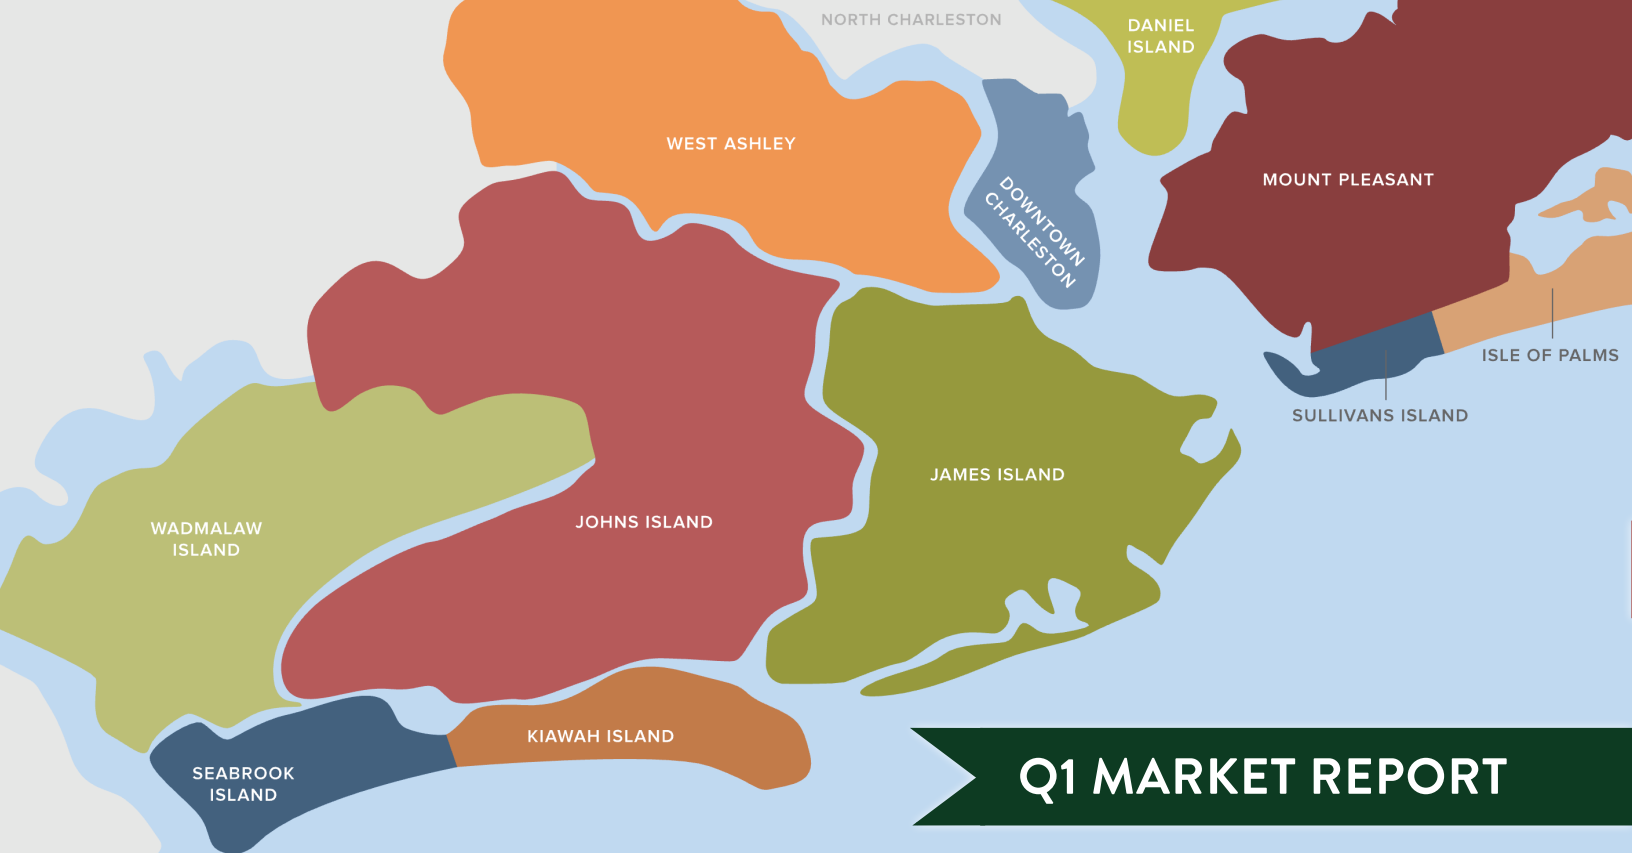 NORTH CHARLESTON
DANIEL
ISLAND
WEST ASHLEY
MOUNT PLEASANT
DOWNTOWN
CHARLESTON
ISLE OF PALMS
SULLIVANS ISLAND
JAMES ISLAND
JOHNS ISLAND
WADMALAW
ISLAND
KIAWAH ISLAND
SEABROOK
ISLAND
Q1 MARKET REPORT